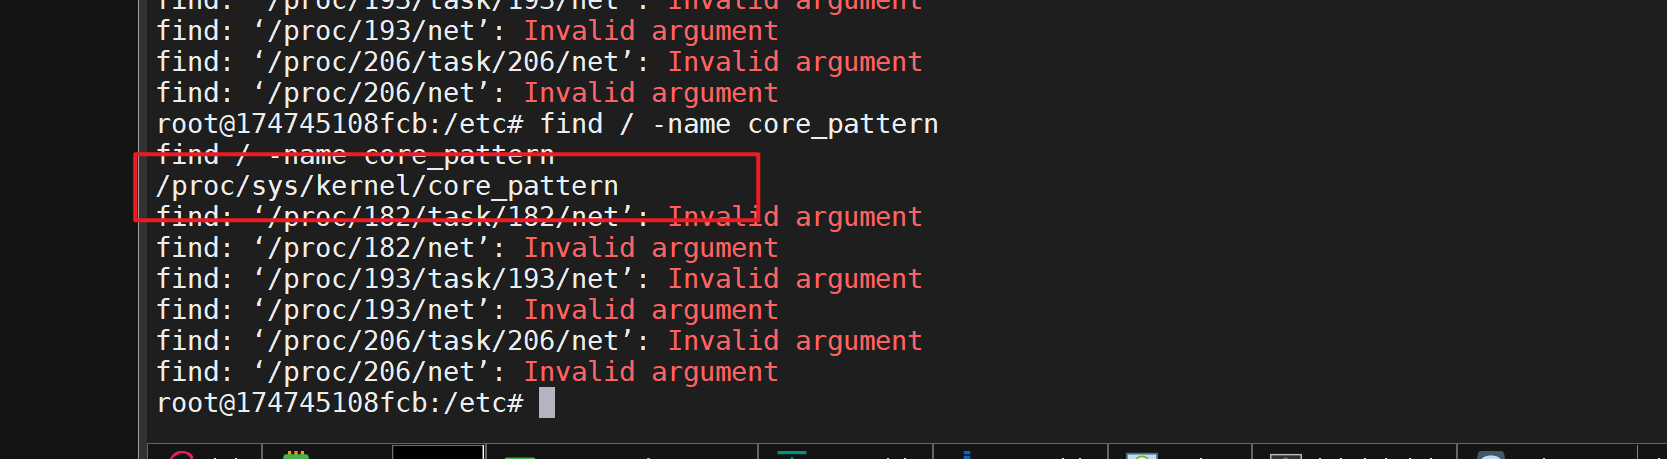 find: ‘/proc/193/task/193/net’: Invalid argument
find: ‘/proc/193/net’: Invalid argument
find: ‘/proc/206/task/206/net’: Invalid argument
find: ‘/proc/206/net’: Invalid argument
root@174745108fcb:/etc# find / -name core_pattern
find / -name core_pattern
/proc/sys/kernel/core_pattern
find: ‘/proc/182/task/182/net’: Invalid argument
find: ‘/proc/182/net’: Invalid argument
find: ‘/proc/193/task/193/net’: Invalid argument
find: ‘/proc/193/net’: Invalid argument
find: ‘/proc/206/task/206/net’: Invalid argument
find: ‘/proc/206/net’: Invalid argument
root@174745108fcb:/etc#